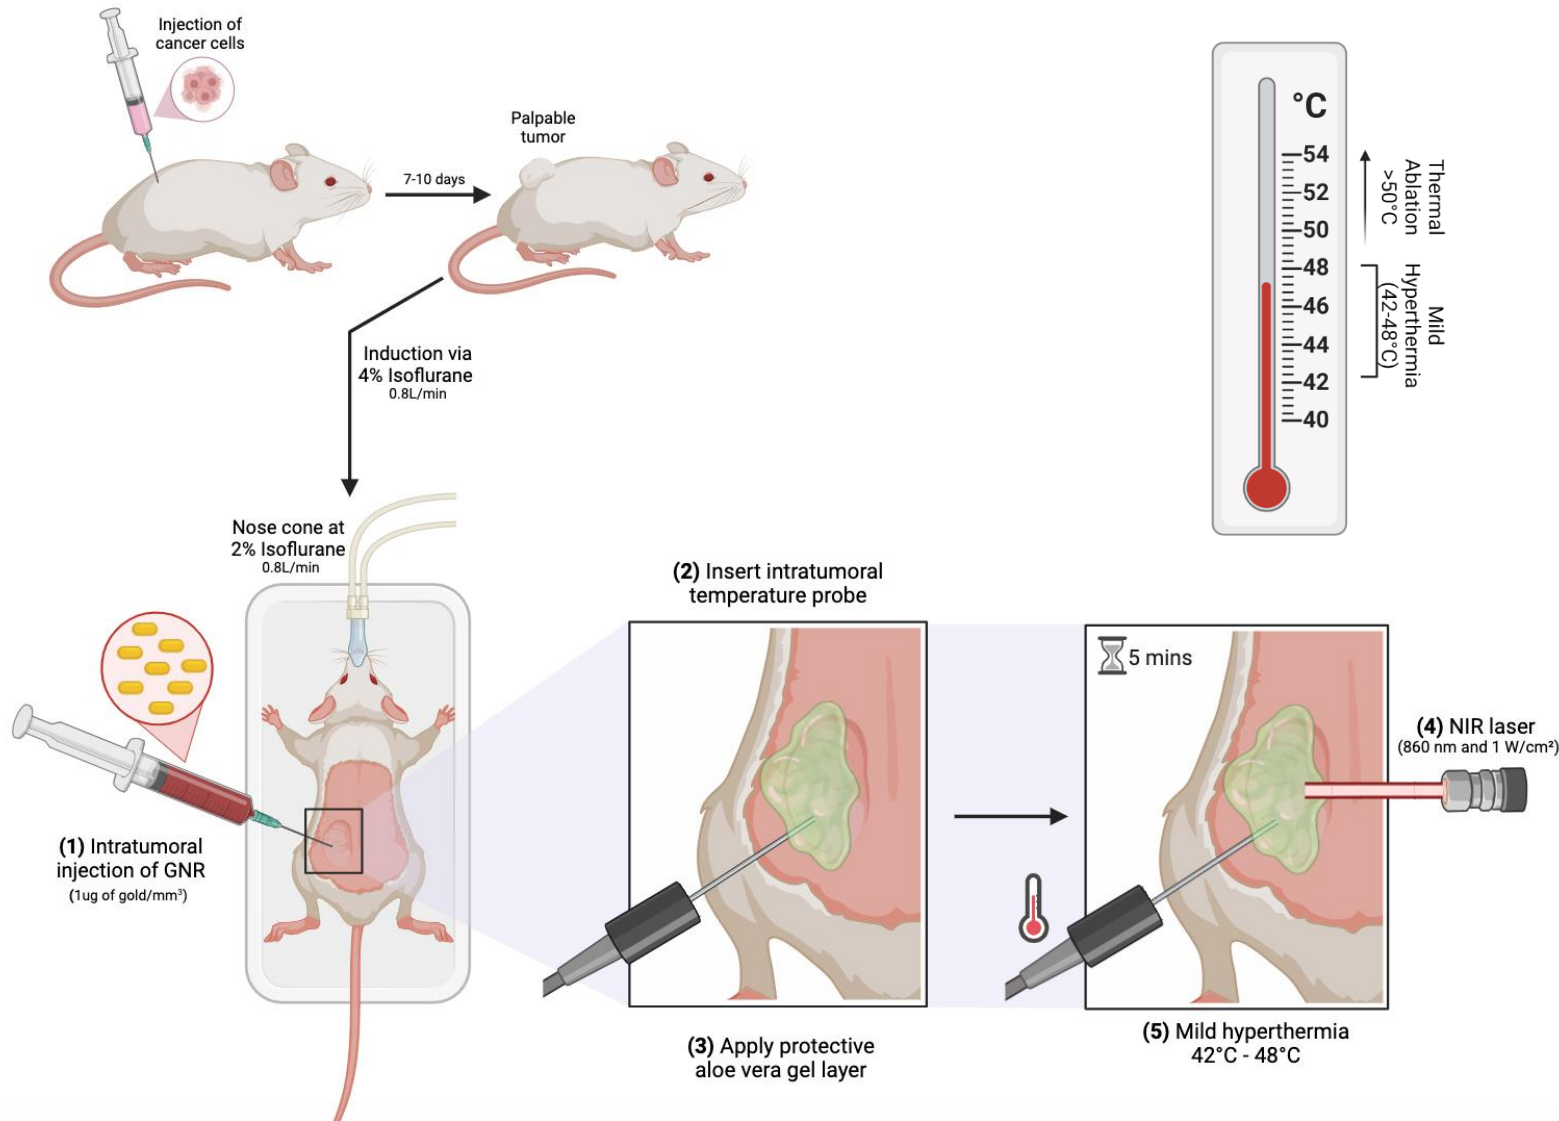 Injection of
cancer cells
7-10 days
Palpable
tumor
Induction via
4% Isoflurane
0.8L/min
Nose cone at
2% Isoflurane
0.8L/min
(1) Intratumoral
injection of GNR
(1ug of gold/mm³)
(2) Insert intratumoral
temperature probe
(3) Apply protective
aloe vera gel layer
5 mins
(4) NIR laser
(860 nm and 1 W/cm²)
(5) Mild hyperthermia
42°C - 48°C
°C
54
52
50
48
46
44
42
40
Thermal
Ablation
>50°C
Mild
Hyperthermia
(42-48°C)